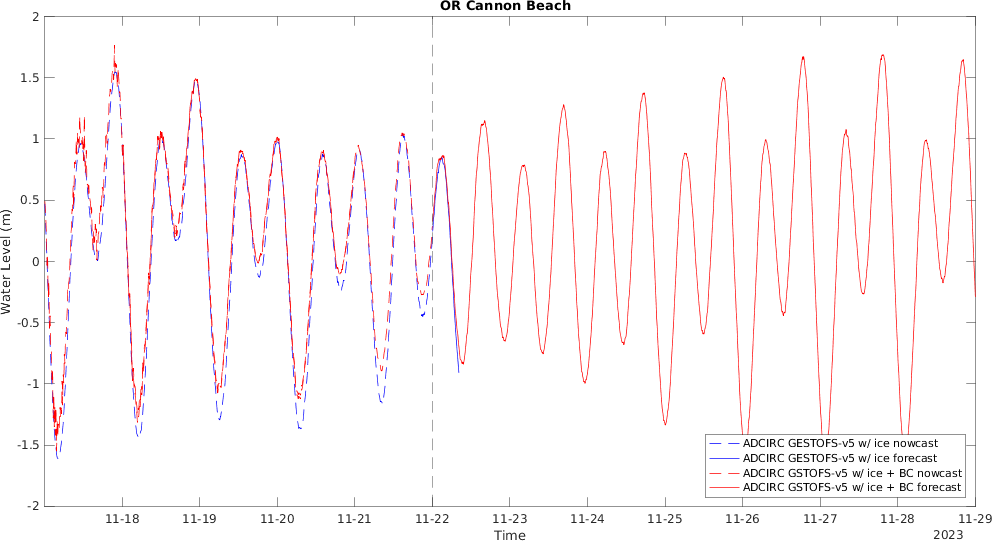 OR Cannon Beach
2
1.5
1
0.5
0
-0.5
-1
-1.5
-2
Water Level (m)
ADCIRC GESTOFS-v5 w/ ice nowcast
ADCIRC GESTOFS-v5 w/ ice forecast
ADCIRC GSTOFS-v5 w/ ice + BC nowcast
ADCIRC GSTOFS-v5 w/ ice + BC forecast
11-18 11-19 11-20 11-21 11-22 11-23 11-24 11-25 11-26 11-27 11-28 11-29
Time
2023